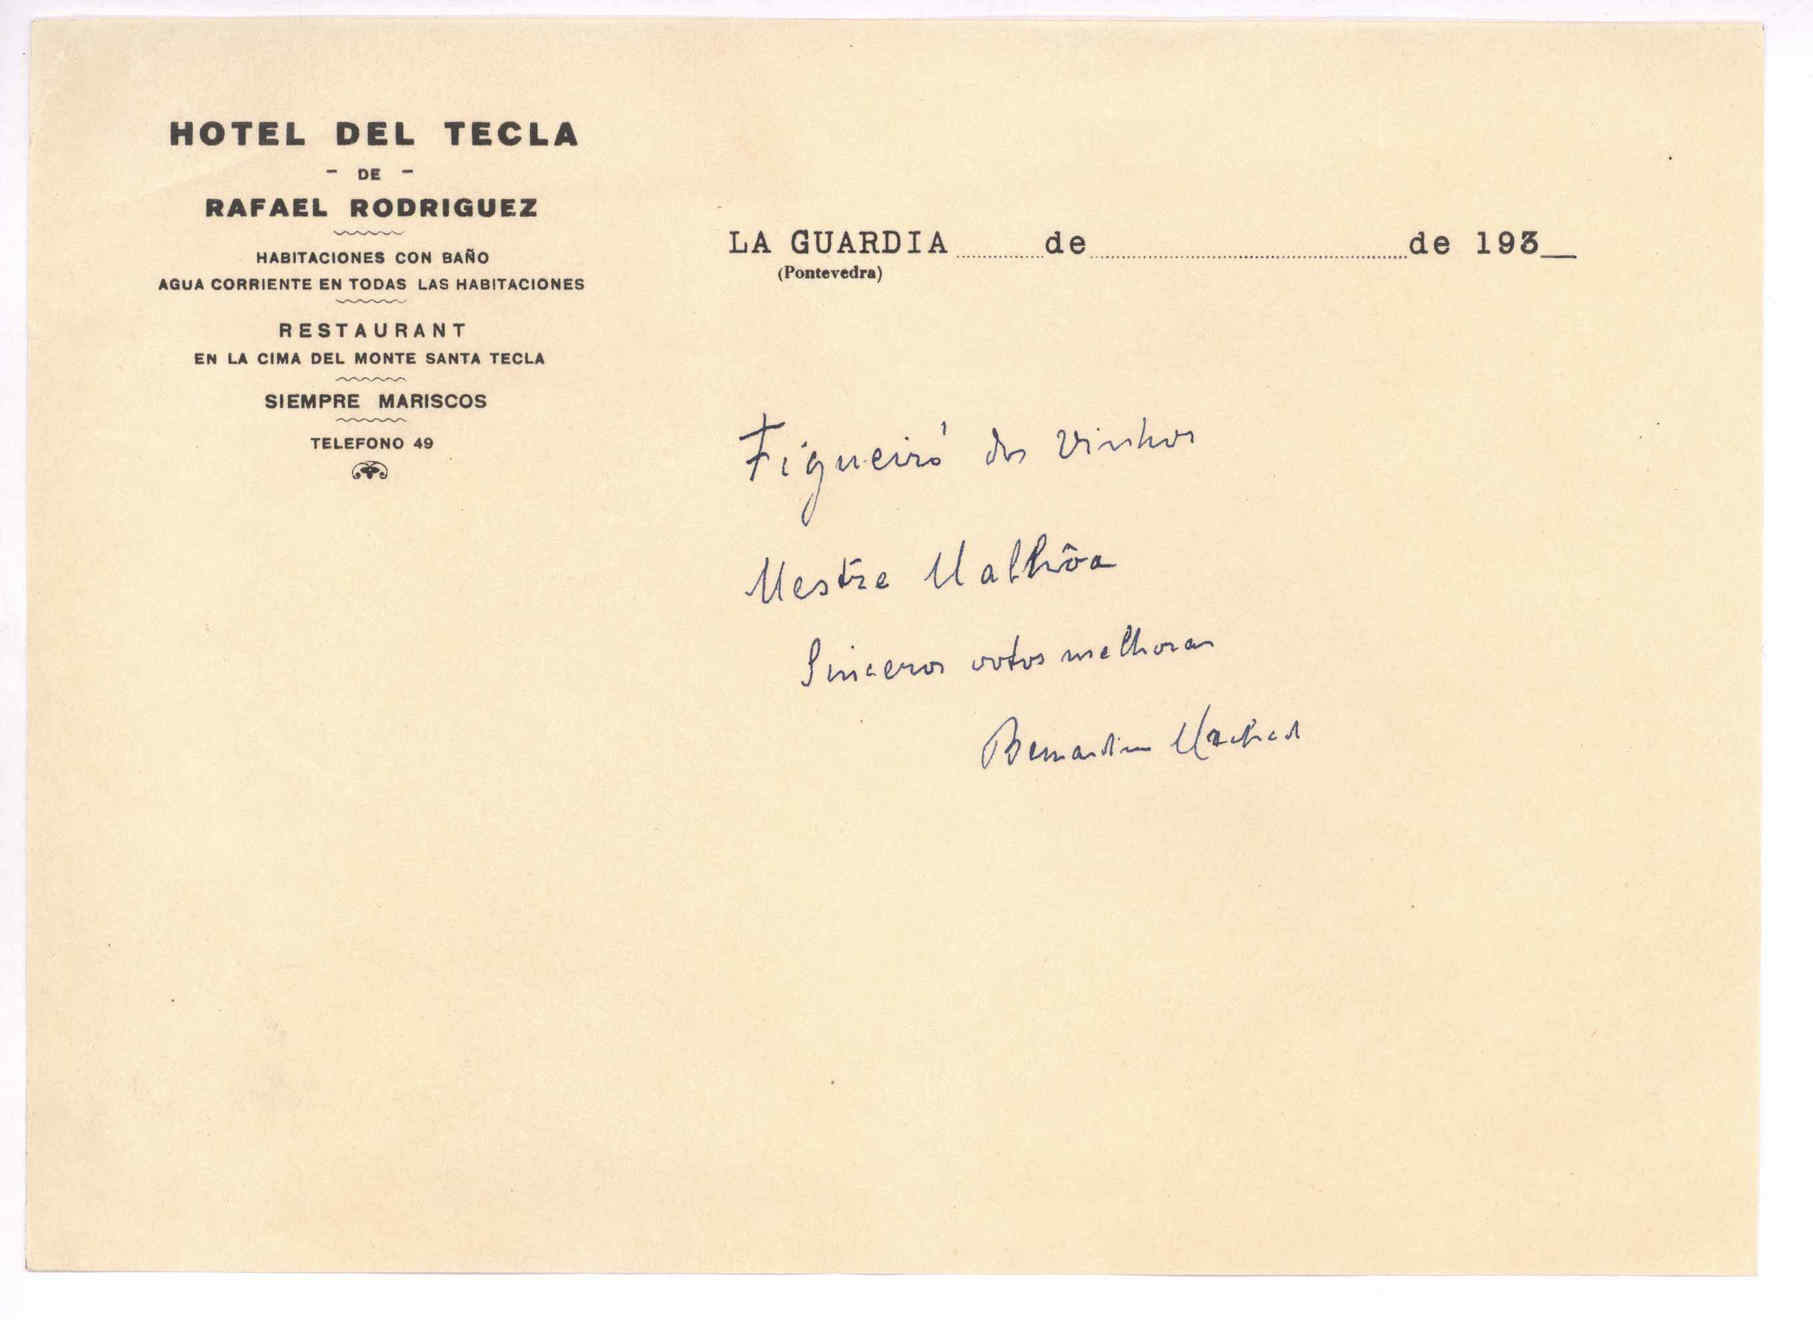 HOTEL DEL TECLA
- DE -
RAFAEL RODRIGUEZ
HABITACIONES CON BAÑO
AGUA CORRIENTE EN TODAS LAS HABITACIONES
RESTAURANT
EN LA CIMA DEL MONTE SANTA TECLA
SIEMPRE MARISCOS
TELEFONO 49
LA GUARDIA ........ de ........................ de 193__
(Pontevedra)
Figueiró dos Vinhos
Mestre Malhôa
Sinceros votos melhoras
Bernardino Machado